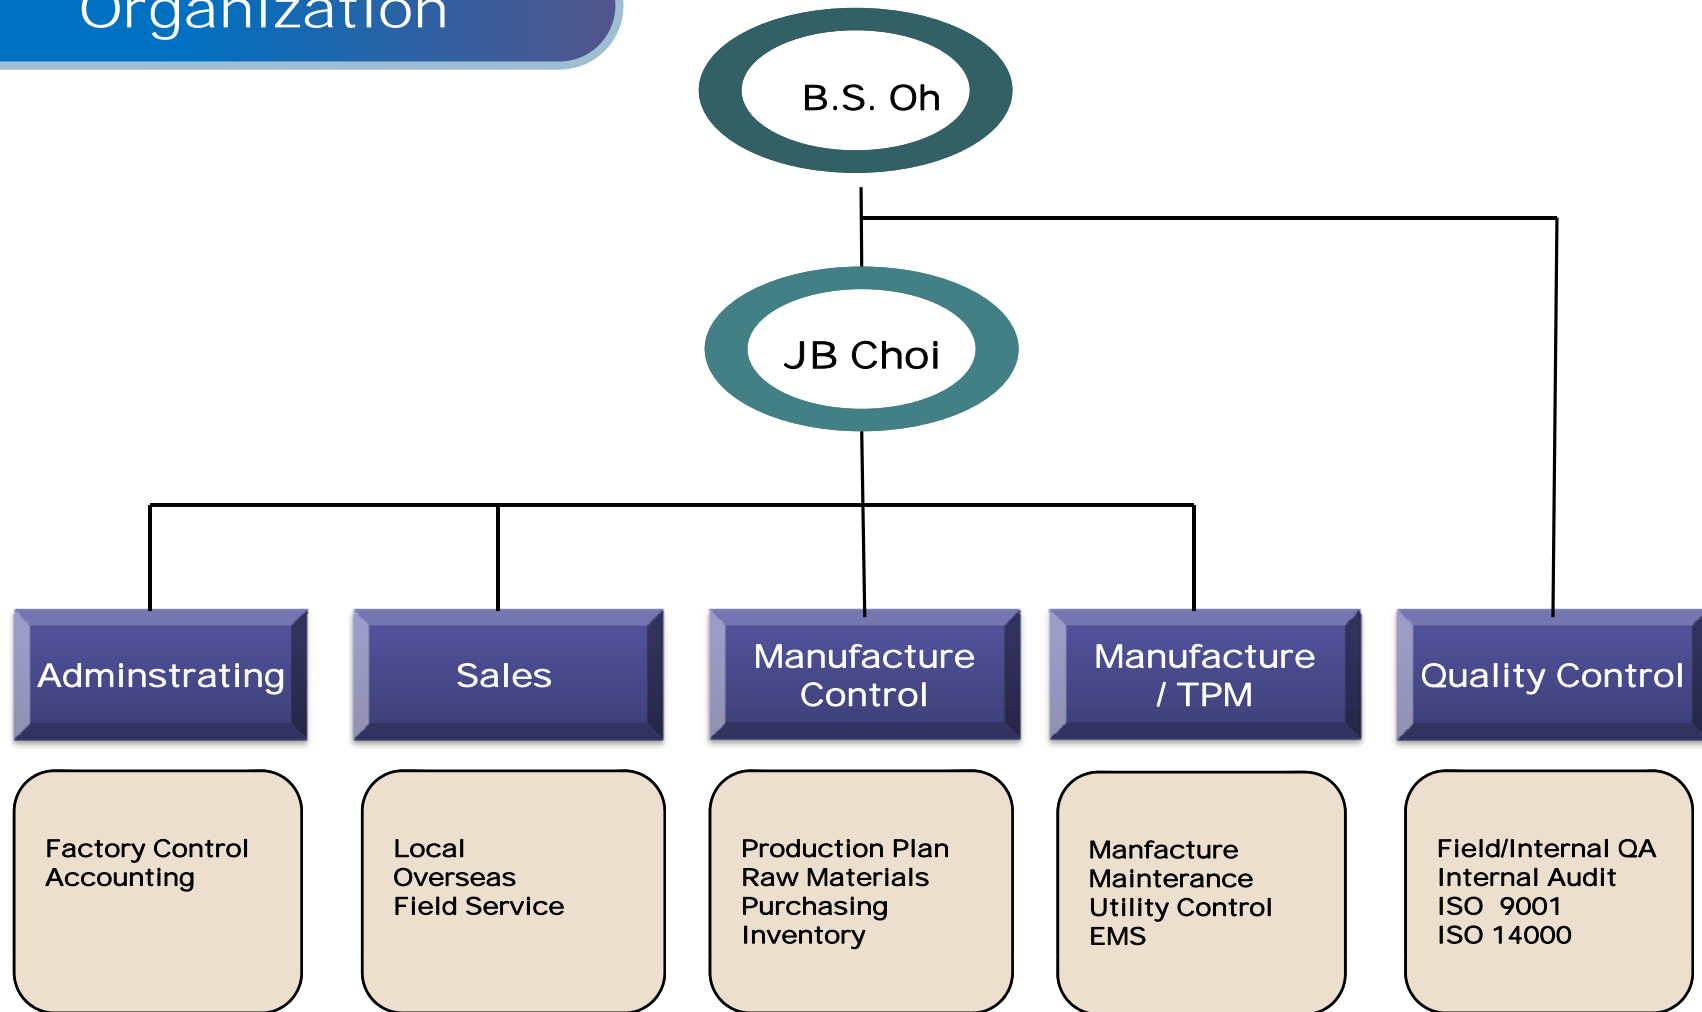 Organization
B.S. Oh
JB Choi
Adminstrating
Sales
Manufacture
Control
Manufacture
/ TPM
Quality Control
Factory Control
Accounting
Local
Overseas
Field Service
Production Plan
Raw Materials
Purchasing
Inventory
Manfacture
Mainterance
Utility Control
EMS
Field/Internal QA
Internal Audit
ISO  9001
ISO 14000